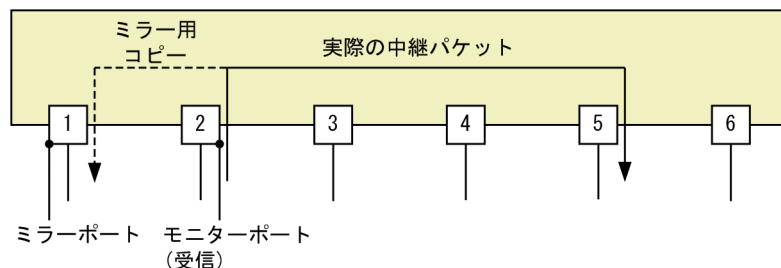 ミラー用
コピー
実際の中継パケット
1 2 3 4 5 6
ミラーポート モニターポート
(受信)